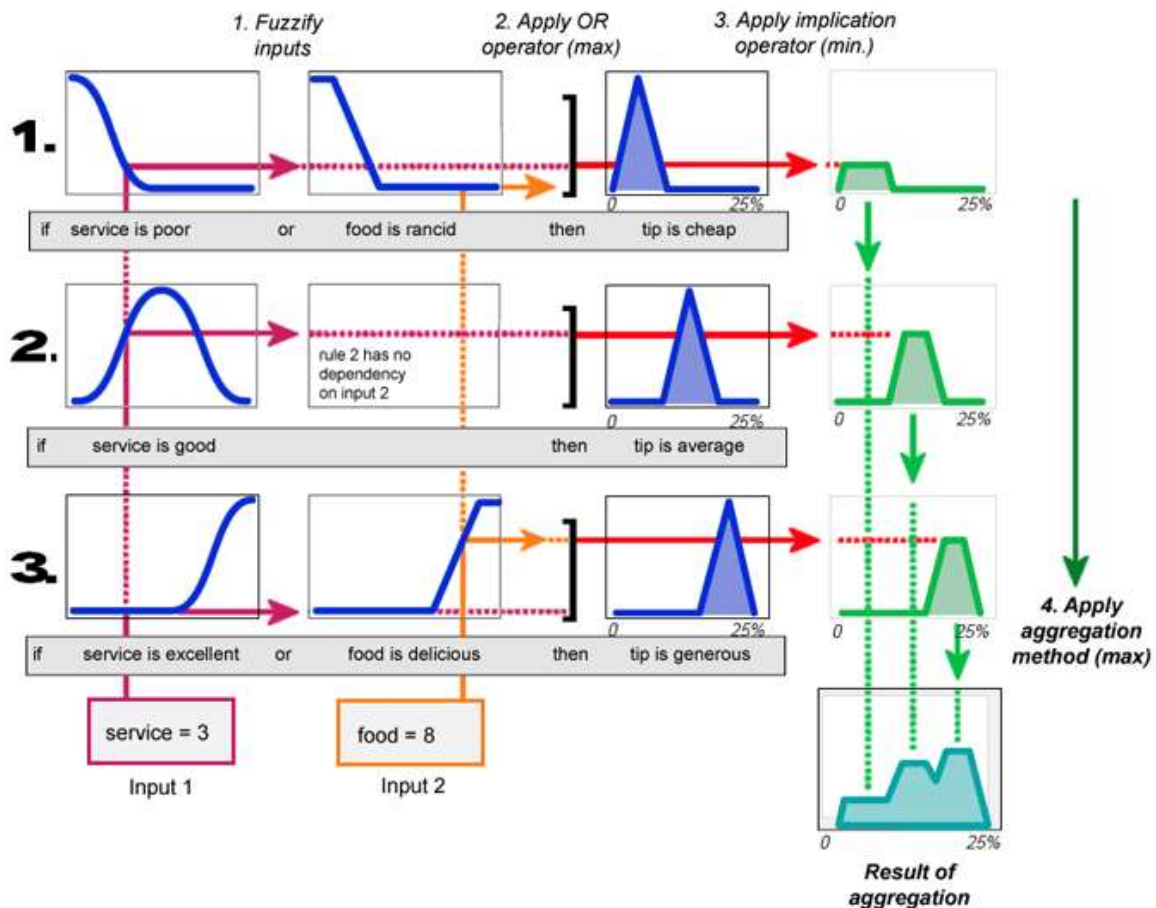 1. Fuzzify
inputs
2. Apply OR
operator (max)
3. Apply implication
operator (min.)
1.
0 25%
0 25%
if service is poor or food is rancid then tip is cheap
2.
rule 2 has no
dependency
on input 2
0 25%
0 25%
if service is good then tip is average
3.
0 25%
0 25%
4. Apply
aggregation
method (max)
if service is excellent or food is delicious then tip is generous
service = 3
food = 8
Input 1
Input 2
0 25%
Result of
aggregation